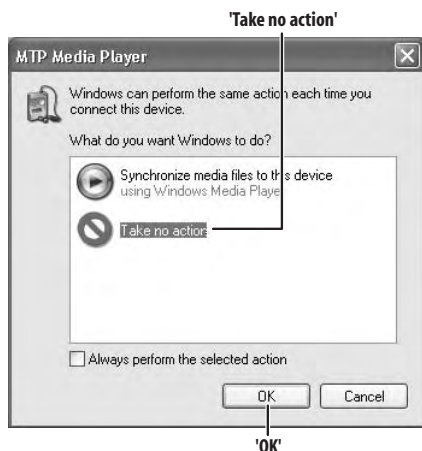 'Take no action'
MTP Media Player
Windows can perform the same action each time you
connect this device.
What do you want Windows to do?
Synchronize media files to this device
using Windows Media Player
Take no action
Always perform the selected action
OK Cancel
'OK'